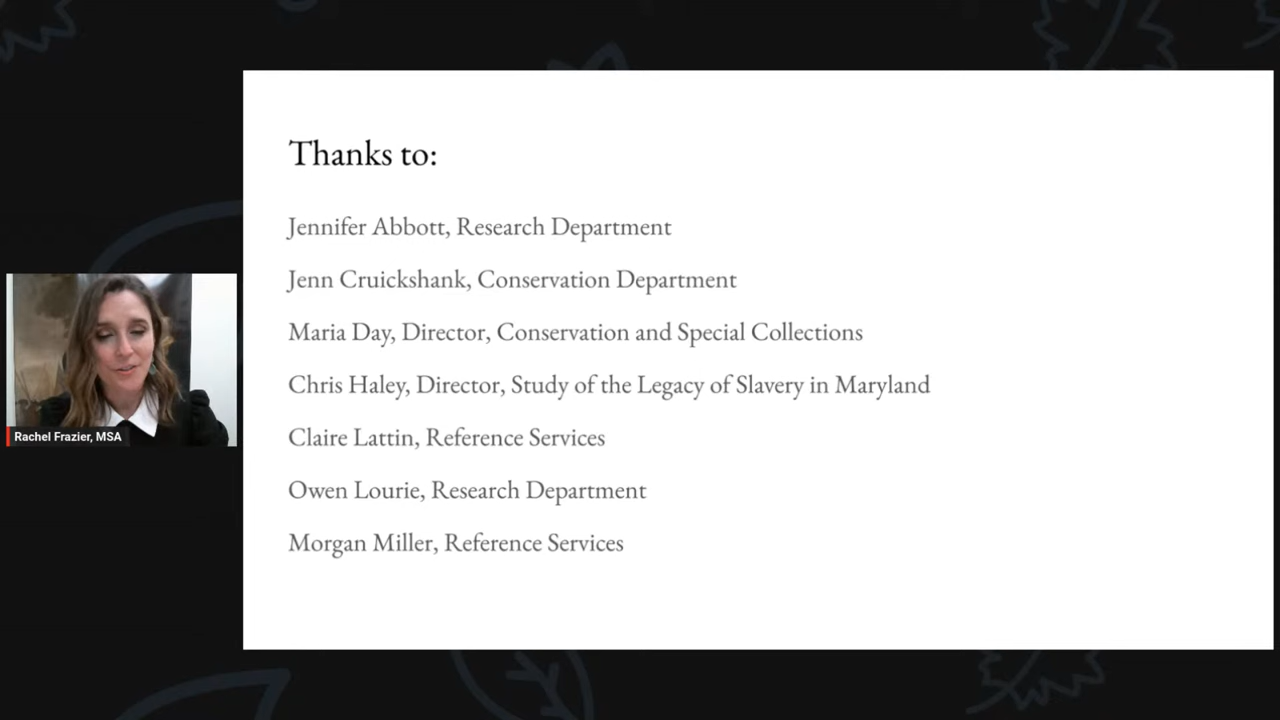 Thanks to:
Jennifer Abbott, Research Department
Jenn Cruickshank, Conservation Department
Maria Day, Director, Conservation and Special Collections
Chris Haley, Director, Study of the Legacy of Slavery in Maryland
Claire Lattin, Reference Services
Owen Lourie, Research Department
Morgan Miller, Reference Services
Rachel Frazier, MSA